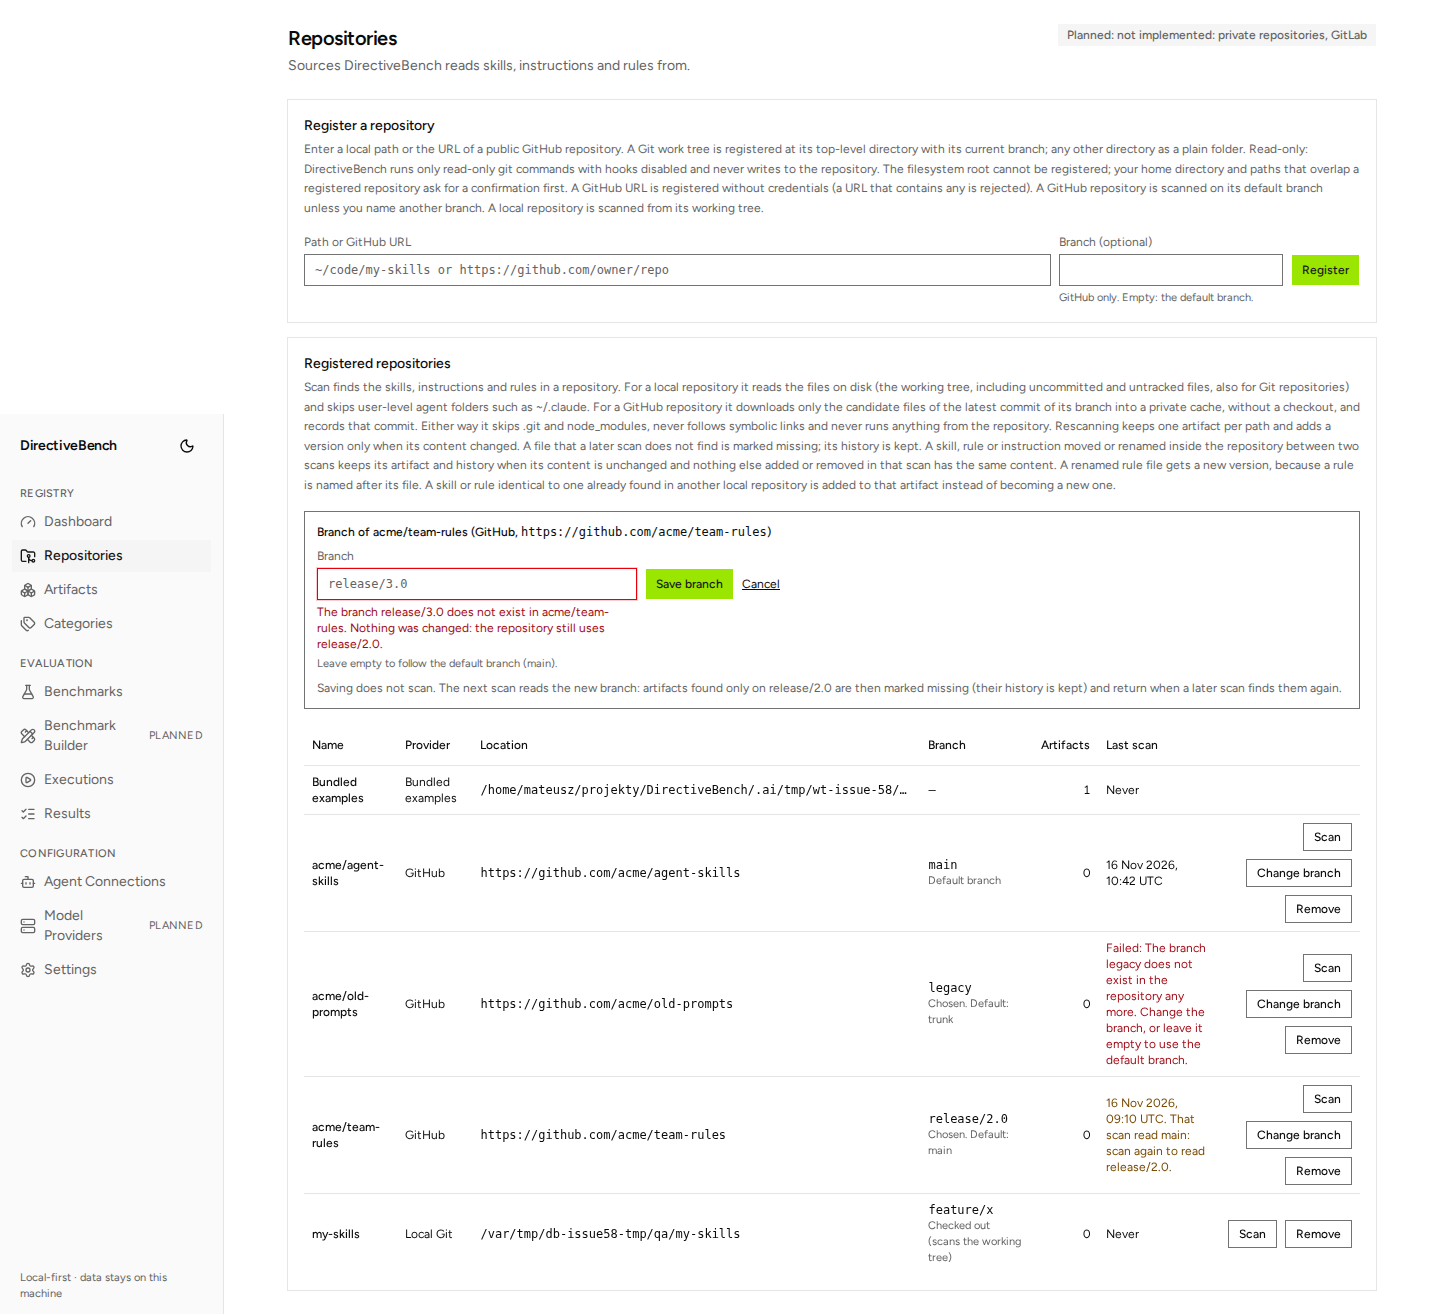 Repositories
Planned: not implemented: private repositories, GitLab
Sources DirectiveBench reads skills, instructions and rules from.
Register a repository
Enter a local path or the URL of a public GitHub repository. A Git work tree is registered at its top-level directory with its current branch; any other directory as a plain folder. Read-only:
DirectiveBench runs only read-only git commands with hooks disabled and never writes to the repository. The filesystem root cannot be registered; your home directory and paths that overlap a
registered repository ask for a confirmation first. A GitHub URL is registered without credentials (a URL that contains any is rejected). A GitHub repository is scanned on its default branch
unless you name another branch. A local repository is scanned from its working tree.
Path or GitHub URL
Branch (optional)
~/code/my-skills or https://github.com/owner/repo
Register
GitHub only. Empty: the default branch.
Registered repositories
Scan finds the skills, instructions and rules in a repository. For a local repository it reads the files on disk (the working tree, including uncommitted and untracked files, also for Git repositories)
and skips user-level agent folders such as ~/.claude. For a GitHub repository it downloads only the candidate files of the latest commit of its branch into a private cache, without a checkout, and
records that commit. Either way it skips .git and node_modules, never follows symbolic links and never runs anything from the repository. Rescanning keeps one artifact per path and adds a
version only when its content changed. A file that a later scan does not find is marked missing; its history is kept. A skill, rule or instruction moved or renamed inside the repository between two
scans keeps its artifact and history when its content is unchanged and nothing else added or removed in that scan has the same content. A renamed rule file gets a new version, because a rule
is named after its file. A skill or rule identical to one already found in another local repository is added to that artifact instead of becoming a new one.
Branch of acme/team-rules (GitHub, https://github.com/acme/team-rules)
Branch
release/3.0
Save branch
Cancel
The branch release/3.0 does not exist in acme/team-
rules. Nothing was changed: the repository still uses
release/2.0.
Leave empty to follow the default branch (main).
Saving does not scan. The next scan reads the new branch: artifacts found only on release/2.0 are then marked missing (their history is kept) and return when a later scan finds them again.
Name
Provider
Location
Branch
Artifacts
Last scan
Bundled
examples
Bundled
examples
/home/mateusz/projekty/DirectiveBench/.ai/tmp/wt-issue-58/…
—
1
Never
acme/agent-
skills
GitHub
https://github.com/acme/agent-skills
main
Default branch
0
16 Nov 2026,
10:42 UTC
Scan
Change branch
Remove
acme/old-
prompts
GitHub
https://github.com/acme/old-prompts
legacy
Chosen. Default:
trunk
0
Failed: The branch
legacy does not
exist in the
repository any
more. Change the
branch, or leave it
empty to use the
default branch.
Scan
Change branch
Remove
acme/team-
rules
GitHub
https://github.com/acme/team-rules
release/2.0
Chosen. Default:
main
0
16 Nov 2026,
09:10 UTC. That
scan read main:
scan again to read
release/2.0.
Scan
Change branch
Remove
my-skills
Local Git
/var/tmp/db-issue58-tmp/qa/my-skills
feature/x
Checked out
(scans the working
tree)
0
Never
Scan
Remove
DirectiveBench
REGISTRY
Dashboard
Repositories
Artifacts
Categories
EVALUATION
Benchmarks
Benchmark
Builder
PLANNED
Executions
Results
CONFIGURATION
Agent Connections
Model
Providers
PLANNED
Settings
Local-first · data stays on this
machine